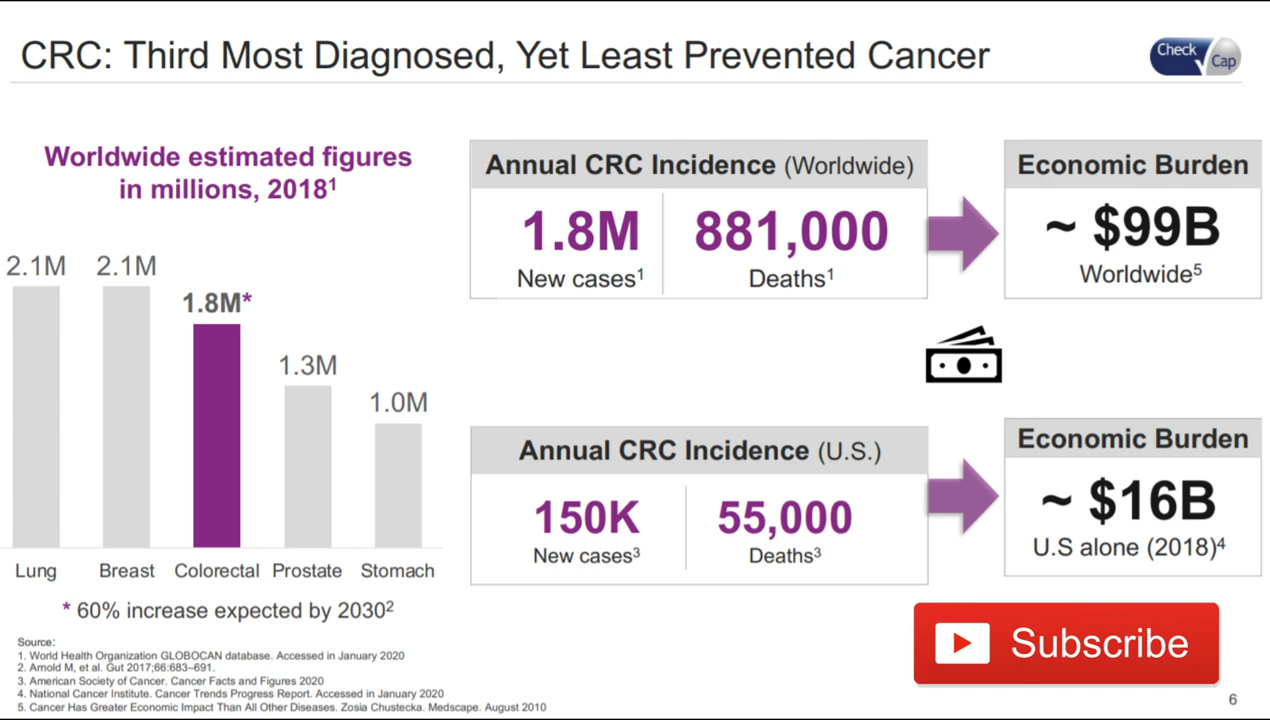 CRC: Third Most Diagnosed, Yet Least Prevented Cancer
Check
Cap
Worldwide estimated figures
in millions, 2018¹
2.1M 2.1M
1.8M*
1.3M
1.0M
Lung Breast Colorectal Prostate Stomach
* 60% increase expected by 2030²
Annual CRC Incidence (Worldwide)
1.8M 881,000
New cases¹ Deaths¹
Economic Burden
~ $99B
Worldwide⁵
Annual CRC Incidence (U.S.)
150K 55,000
New cases³ Deaths³
Economic Burden
~ $16B
U.S alone (2018)⁴
Source:
1. World Health Organization GLOBOCAN database. Accessed in January 2020
2. Arnold M, et al. Gut 2017;66:683–691.
3. American Society of Cancer. Cancer Facts and Figures 2020
4. National Cancer Institute. Cancer Trends Progress Report. Accessed in January 2020
5. Cancer Has Greater Economic Impact Than All Other Diseases. Zosia Chustecka. Medscape. August 2010
Subscribe
6